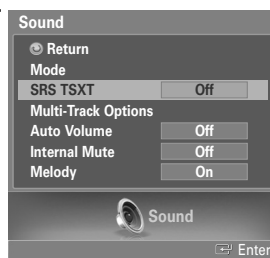 Sound
Return
Mode
SRS TSXT Off
Multi-Track Options
Auto Volume Off
Internal Mute Off
Melody On
Sound
Enter